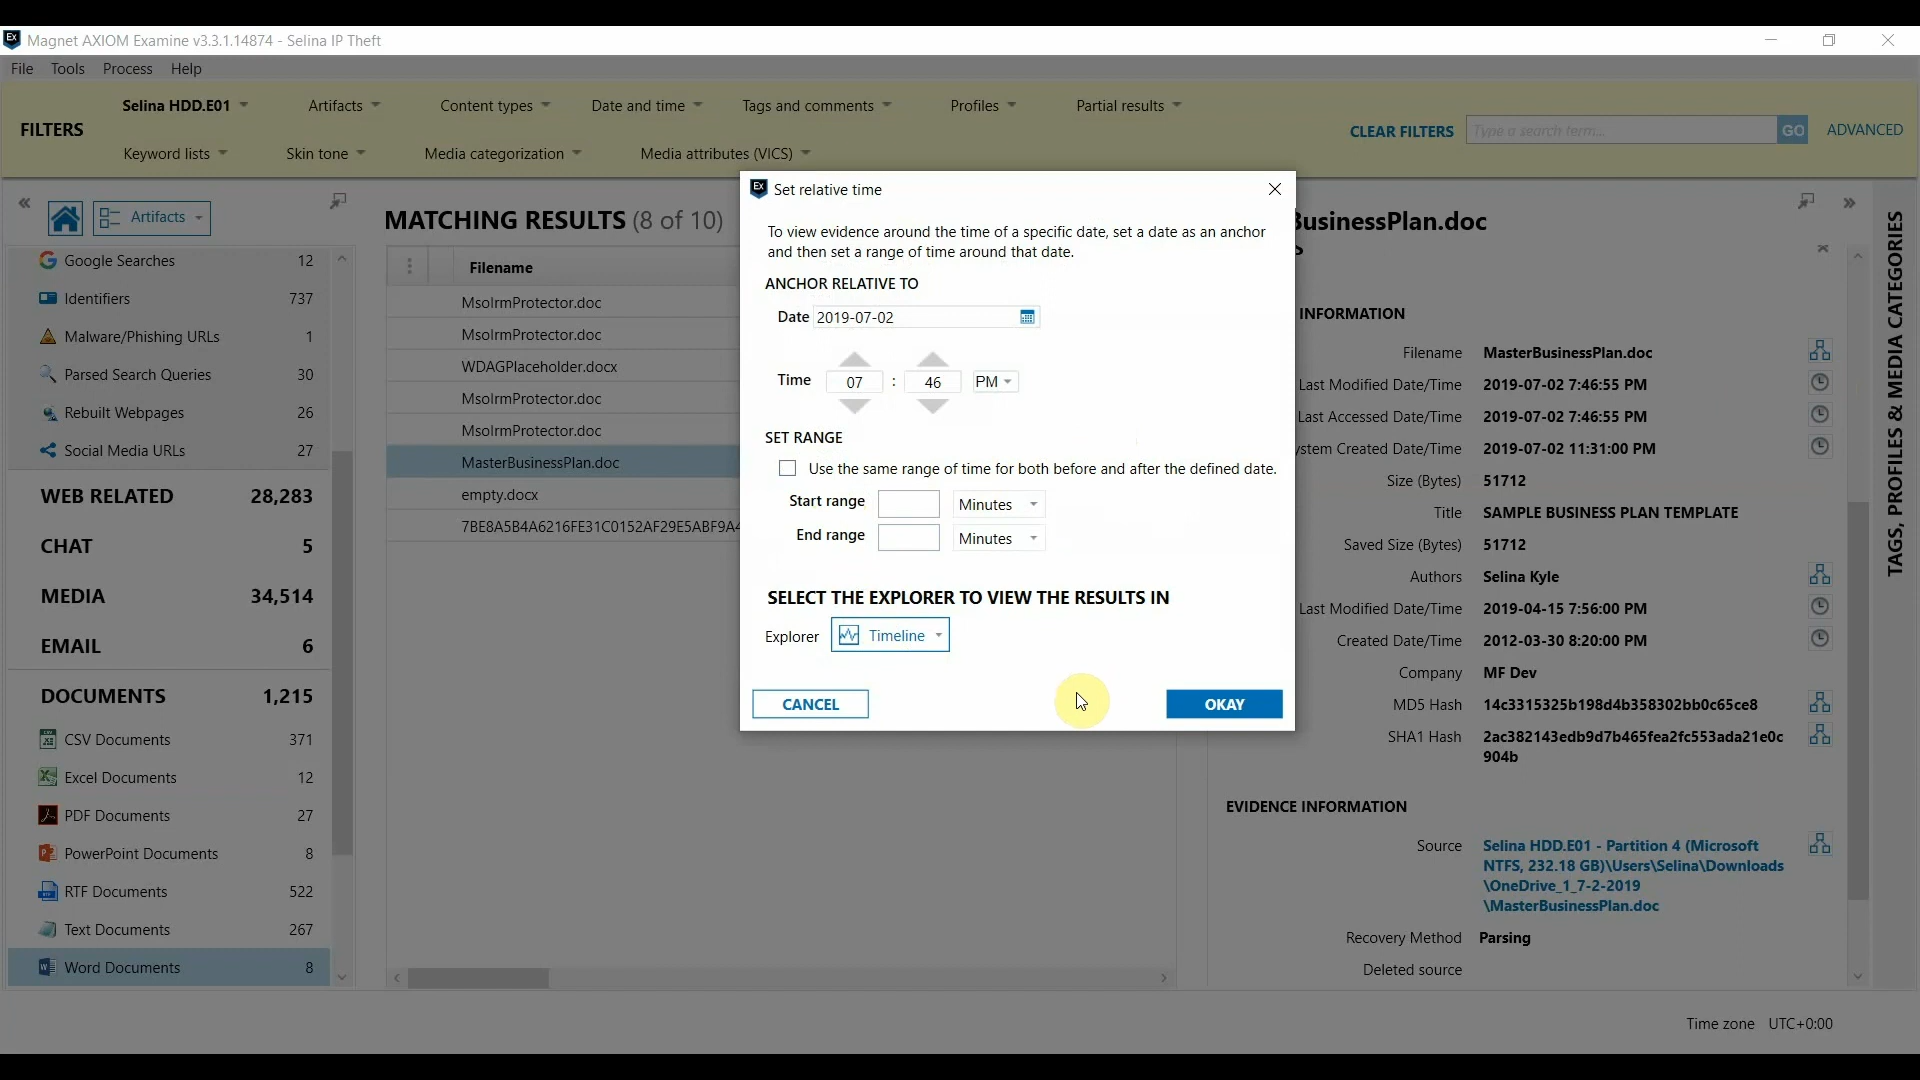 Magnet AXIOM Examine v3.3.1.14874 - Selina IP Theft
File Tools Process Help
FILTERS
Selina HDD.E01 Artifacts Content types Date and time Tags and comments Profiles Partial results
Keyword lists Skin tone Media categorization Media attributes (VICS)
CLEAR FILTERS Type a search term... GO ADVANCED
Artifacts
Google Searches 12
Identifiers 737
Malware/Phishing URLs 1
Parsed Search Queries 30
Rebuilt Webpages 26
Social Media URLs 27
WEB RELATED 28,283
CHAT 5
MEDIA 34,514
EMAIL 6
DOCUMENTS 1,215
CSV Documents 371
Excel Documents 12
PDF Documents 27
PowerPoint Documents 8
RTF Documents 522
Text Documents 267
Word Documents 8
MATCHING RESULTS (8 of 10)
Filename
MsoIrmProtector.doc
MsoIrmProtector.doc
WDAGPlaceholder.docx
MsoIrmProtector.doc
MsoIrmProtector.doc
MasterBusinessPlan.doc
empty.docx
7BE8A5B4A6216FE31C0152AF29E5ABF9A4
Set relative time
To view evidence around the time of a specific date, set a date as an anchor
and then set a range of time around that date.
ANCHOR RELATIVE TO
Date 2019-07-02
Time 07 : 46 PM
SET RANGE
Use the same range of time for both before and after the defined date.
Start range Minutes
End range Minutes
SELECT THE EXPLORER TO VIEW THE RESULTS IN
Explorer Timeline
CANCEL OKAY
BusinessPlan.doc
INFORMATION
Filename MasterBusinessPlan.doc
Last Modified Date/Time 2019-07-02 7:46:55 PM
Last Accessed Date/Time 2019-07-02 7:46:55 PM
ystem Created Date/Time 2019-07-02 11:31:00 PM
Size (Bytes) 51712
Title SAMPLE BUSINESS PLAN TEMPLATE
Saved Size (Bytes) 51712
Authors Selina Kyle
Last Modified Date/Time 2019-04-15 7:56:00 PM
Created Date/Time 2012-03-30 8:20:00 PM
Company MF Dev
MD5 Hash 14c3315325b198d4b358302bb0c65ce8
SHA1 Hash 2ac382143edb9d7b465fea2fc553ada21e0c
904b
EVIDENCE INFORMATION
Source Selina HDD.E01 - Partition 4 (Microsoft
NTFS, 232.18 GB)\Users\Selina\Downloads
\OneDrive_1_7-2-2019
\MasterBusinessPlan.doc
Recovery Method Parsing
Deleted source
TAGS, PROFILES & MEDIA CATEGORIES
Time zone UTC+0:00